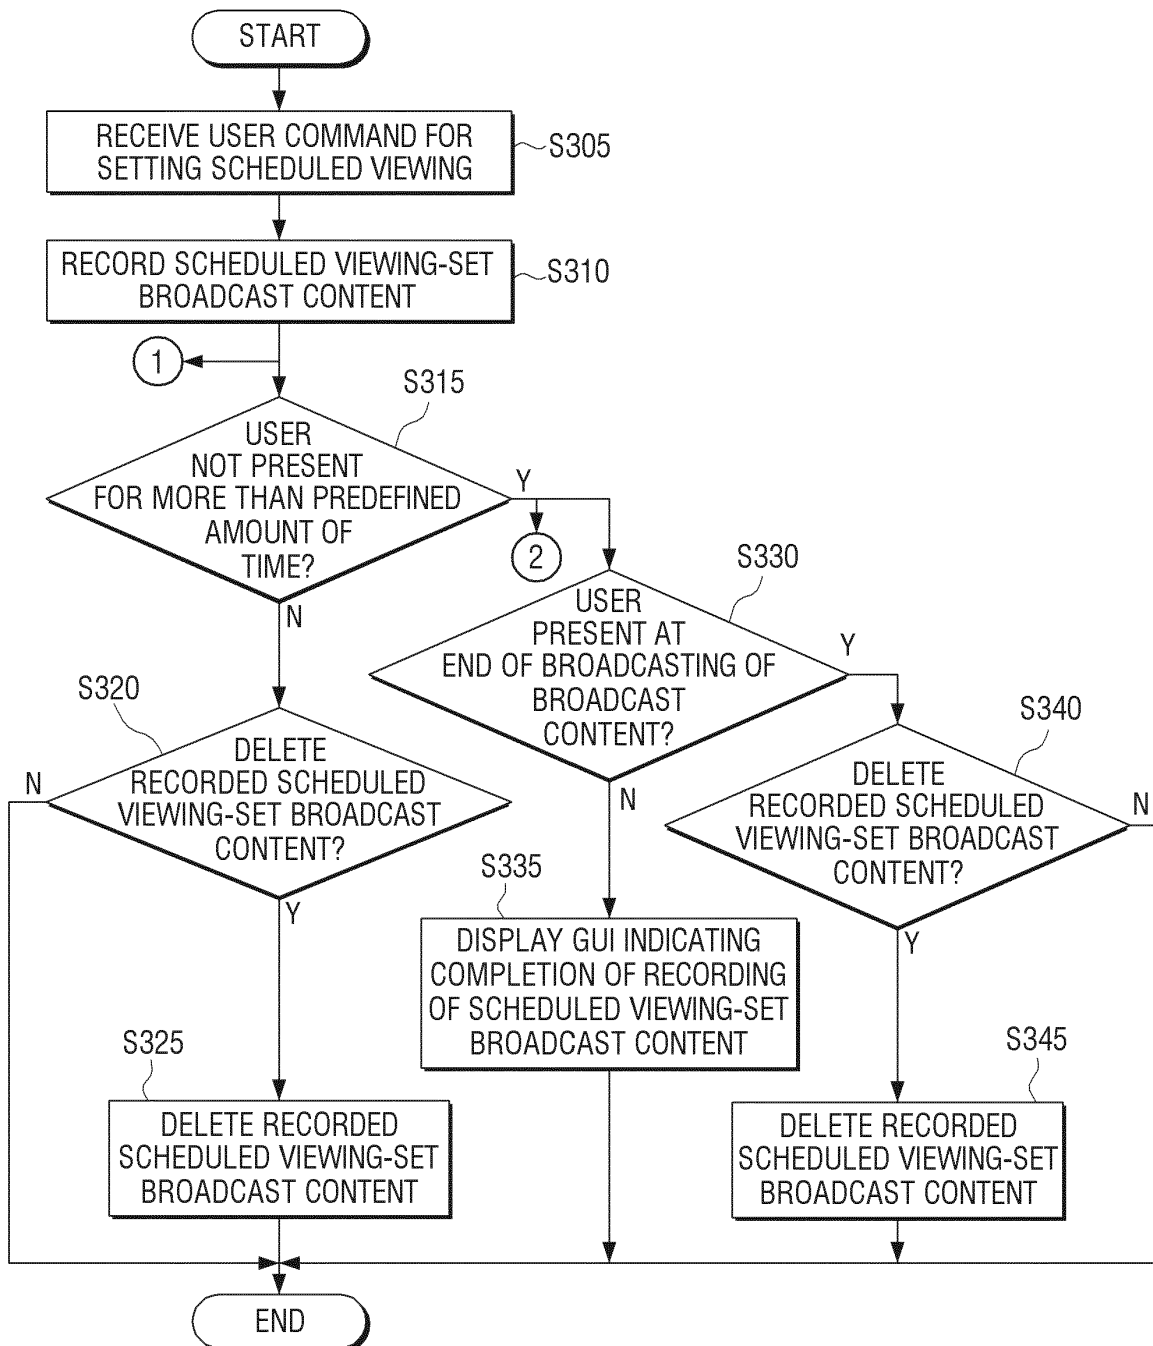 START
RECEIVE USER COMMAND FOR
SETTING SCHEDULED VIEWING
S305
RECORD SCHEDULED VIEWING-SET
BROADCAST CONTENT
S310
1
S315
USER
NOT PRESENT
FOR MORE THAN PREDEFINED
AMOUNT OF
TIME?
Y
2
N
S330
USER
PRESENT AT
END OF BROADCASTING OF
BROADCAST
CONTENT?
Y
N
S320
DELETE
RECORDED SCHEDULED
VIEWING-SET BROADCAST
CONTENT?
N
Y
S340
DELETE
RECORDED SCHEDULED
VIEWING-SET BROADCAST
CONTENT?
N
Y
S335
DISPLAY GUI INDICATING
COMPLETION OF RECORDING
OF SCHEDULED VIEWING-SET
BROADCAST CONTENT
S325
DELETE RECORDED
SCHEDULED VIEWING-SET
BROADCAST CONTENT
S345
DELETE RECORDED
SCHEDULED VIEWING-SET
BROADCAST CONTENT
END